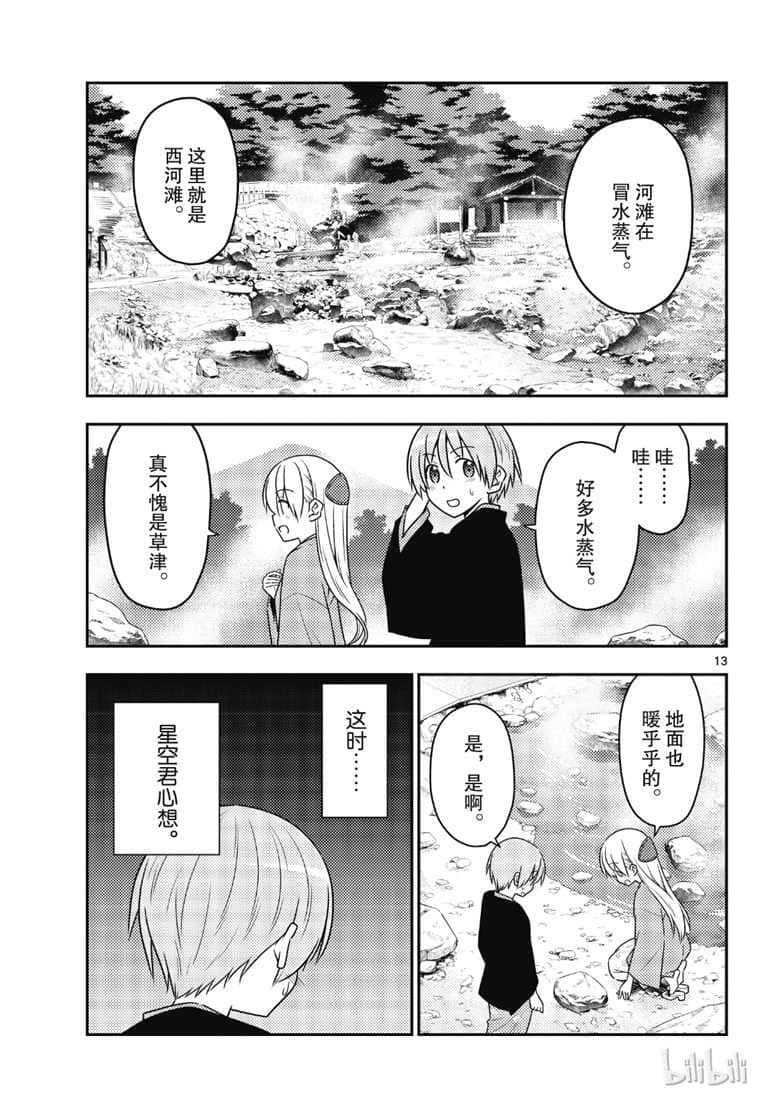 河滩在
冒水蒸气。
这里就是
西河滩。
哇……
哇……
好多水蒸气。
真不愧是草津。
13
地面也
暖乎乎的。
是，是啊。
这时……
星空君心想。
bilibili